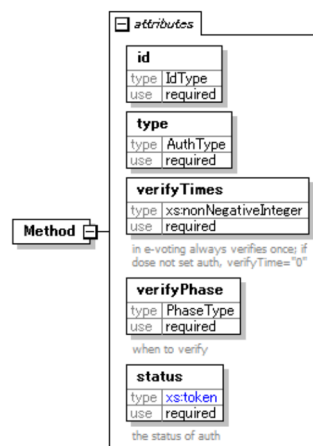 attributes
id
type IdType
use required
type
type AuthType
use required
verifyTimes
type xs:nonNegativeInteger
use required
in e-voting always verifies once; if
dose not set auth, verifyTime="0"
Method
verifyPhase
type PhaseType
use required
when to verify
status
type xs:token
use required
the status of auth